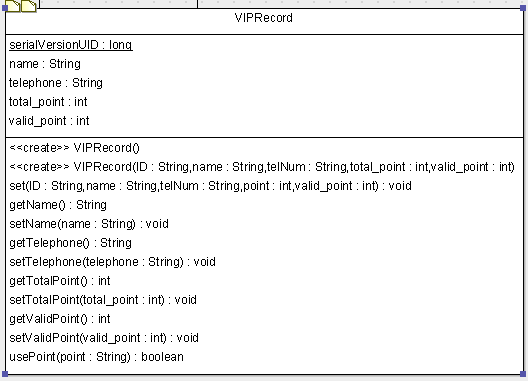 VIPRecord
serialVersionUID : long
name : String
telephone : String
total_point : int
valid_point : int
<<create>> VIPRecord()
<<create>> VIPRecord(ID : String,name : String,telNum : String,total_point : int,valid_point : int)
set(ID : String,name : String,telNum : String,point : int,valid_point : int) : void
getName() : String
setName(name : String) : void
getTelephone() : String
setTelephone(telephone : String) : void
getTotalPoint() : int
setTotalPoint(total_point : int) : void
getValidPoint() : int
setValidPoint(valid_point : int) : void
usePoint(point : String) : boolean